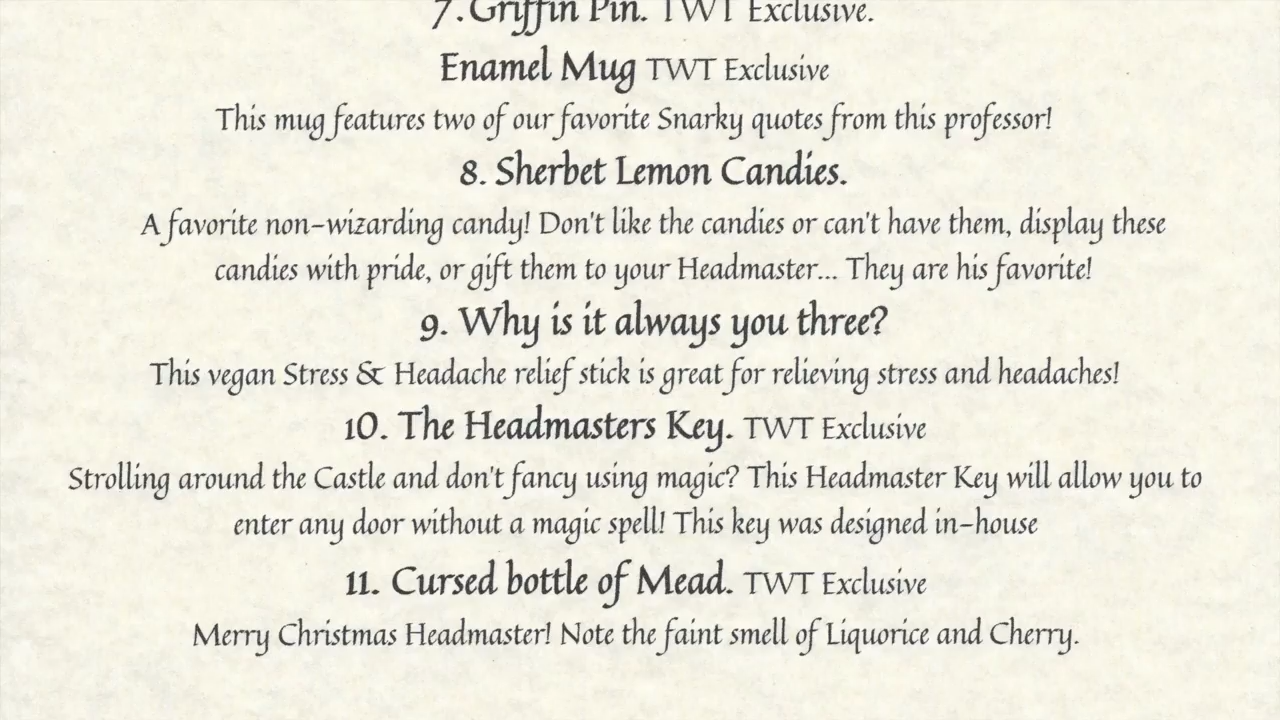 7. Griffin Pin. TWT Exclusive.
Enamel Mug TWT Exclusive
This mug features two of our favorite Snarky quotes from this professor!
8. Sherbet Lemon Candies.
A favorite non-wizarding candy! Don't like the candies or can't have them, display these
candies with pride, or gift them to your Headmaster... They are his favorite!
9. Why is it always you three?
This vegan Stress & Headache relief stick is great for relieving stress and headaches!
10. The Headmasters Key. TWT Exclusive
Strolling around the Castle and don't fancy using magic? This Headmaster Key will allow you to
enter any door without a magic spell! This key was designed in-house
11. Cursed bottle of Mead. TWT Exclusive
Merry Christmas Headmaster! Note the faint smell of Liquorice and Cherry.